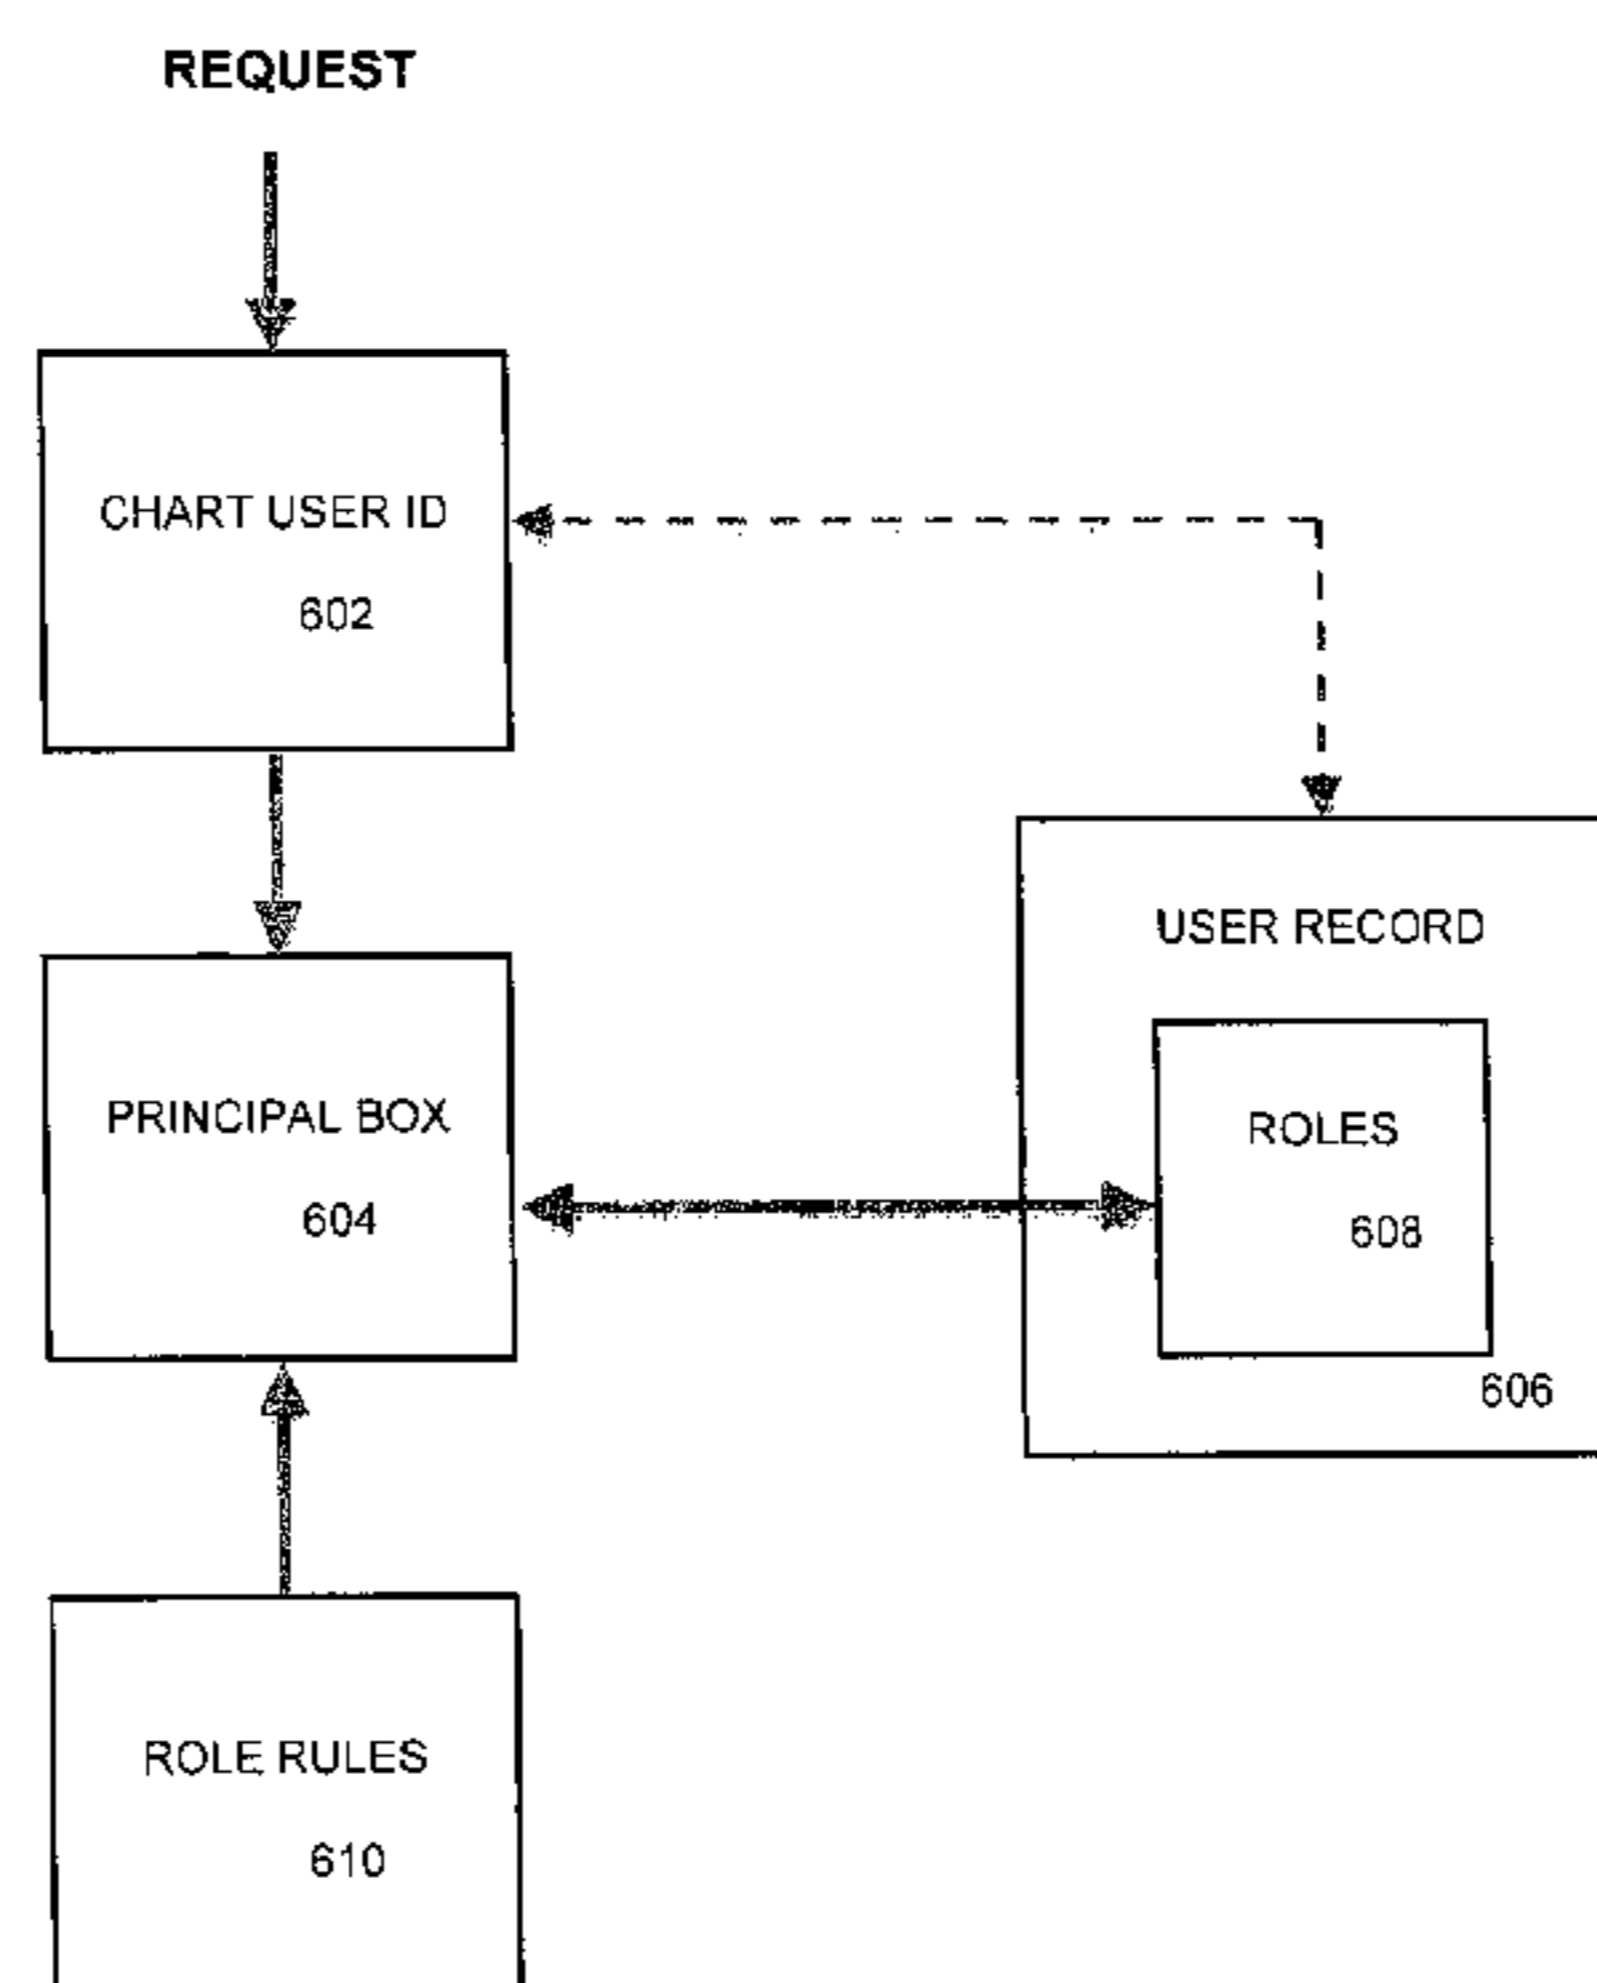 REQUEST
CHART USER ID
602
USER RECORD
PRINCIPAL BOX
604
ROLES
608
606
ROLE RULES
610